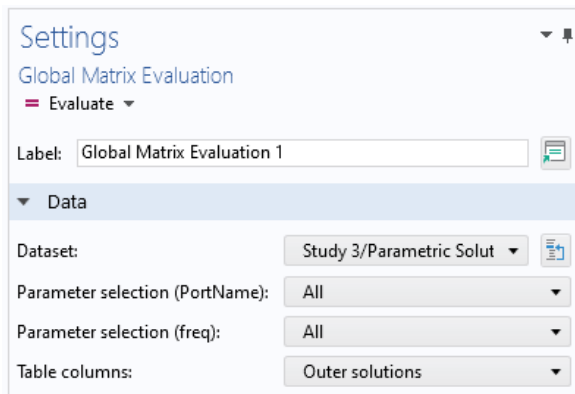 Settings
Global Matrix Evaluation
= Evaluate
Label: Global Matrix Evaluation 1
Data
Dataset: Study 3/Parametric Solut
Parameter selection (PortName): All
Parameter selection (freq): All
Table columns: Outer solutions